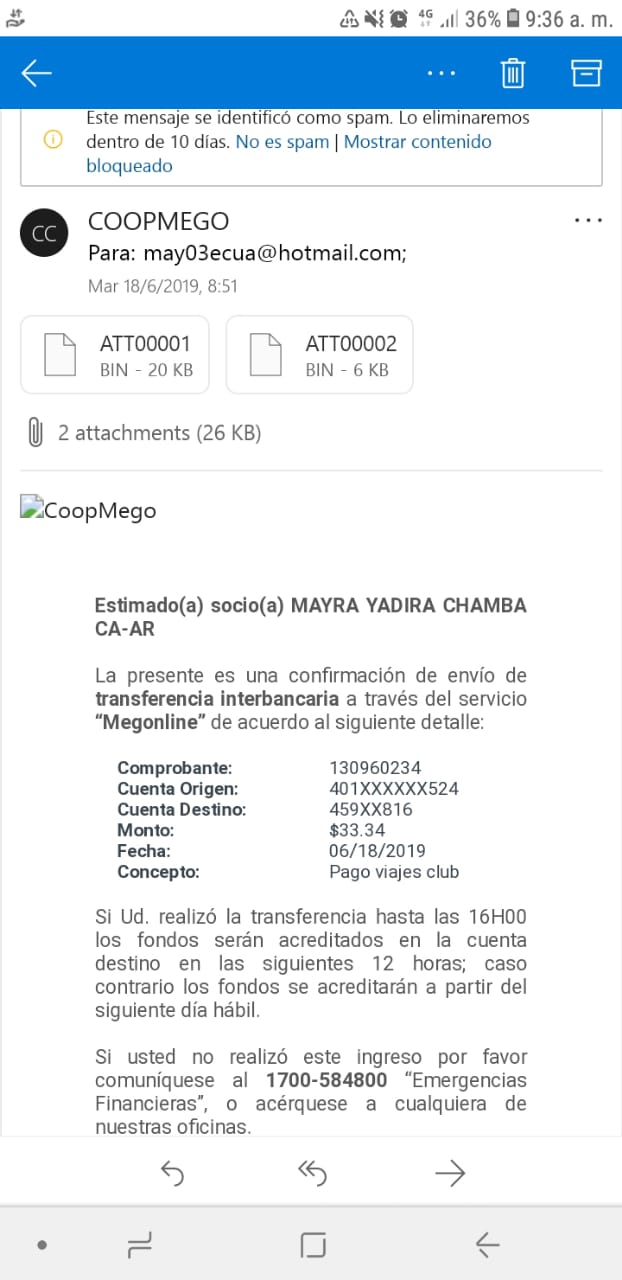 4G 36% 9:36 a. m.
Este mensaje se identificó como spam. Lo eliminaremos
dentro de 10 días. No es spam | Mostrar contenido
bloqueado
CC
COOPMEGO
Para: may03ecua@hotmail.com;
Mar 18/6/2019, 8:51
ATT00001
BIN - 20 KB
ATT00002
BIN - 6 KB
2 attachments (26 KB)
CoopMego
Estimado(a) socio(a) MAYRA YADIRA CHAMBA
CA-AR
La presente es una confirmación de envío de
transferencia interbancaria a través del servicio
“Megonline” de acuerdo al siguiente detalle:
Comprobante: 130960234
Cuenta Origen: 401XXXXXX524
Cuenta Destino: 459XX816
Monto: $33.34
Fecha: 06/18/2019
Concepto: Pago viajes club
Si Ud. realizó la transferencia hasta las 16H00
los fondos serán acreditados en la cuenta
destino en las siguientes 12 horas; caso
contrario los fondos se acreditarán a partir del
siguiente día hábil.
Si usted no realizó este ingreso por favor
comuníquese al 1700-584800 “Emergencias
Financieras”, o acérquese a cualquiera de
nuestras oficinas.